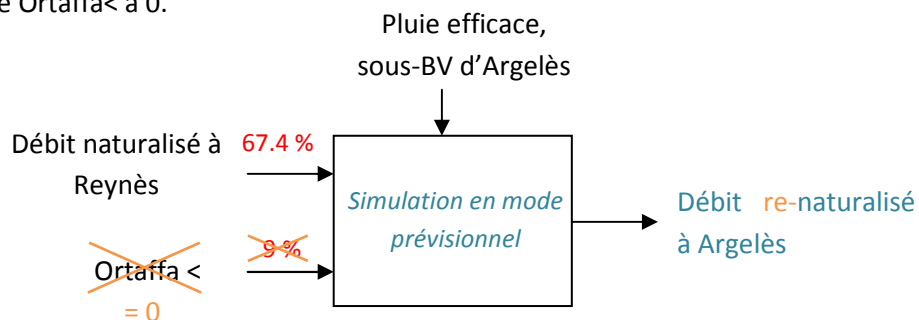 e Ortaffa< à 0.
Pluie efficace,
sous-BV d’Argelès
Débit naturalisé à
Reynès
67.4 %
Simulation en mode
prévisionnel
Débit re-naturalisé
à Argelès
Ortaffa <
= 0
9 %